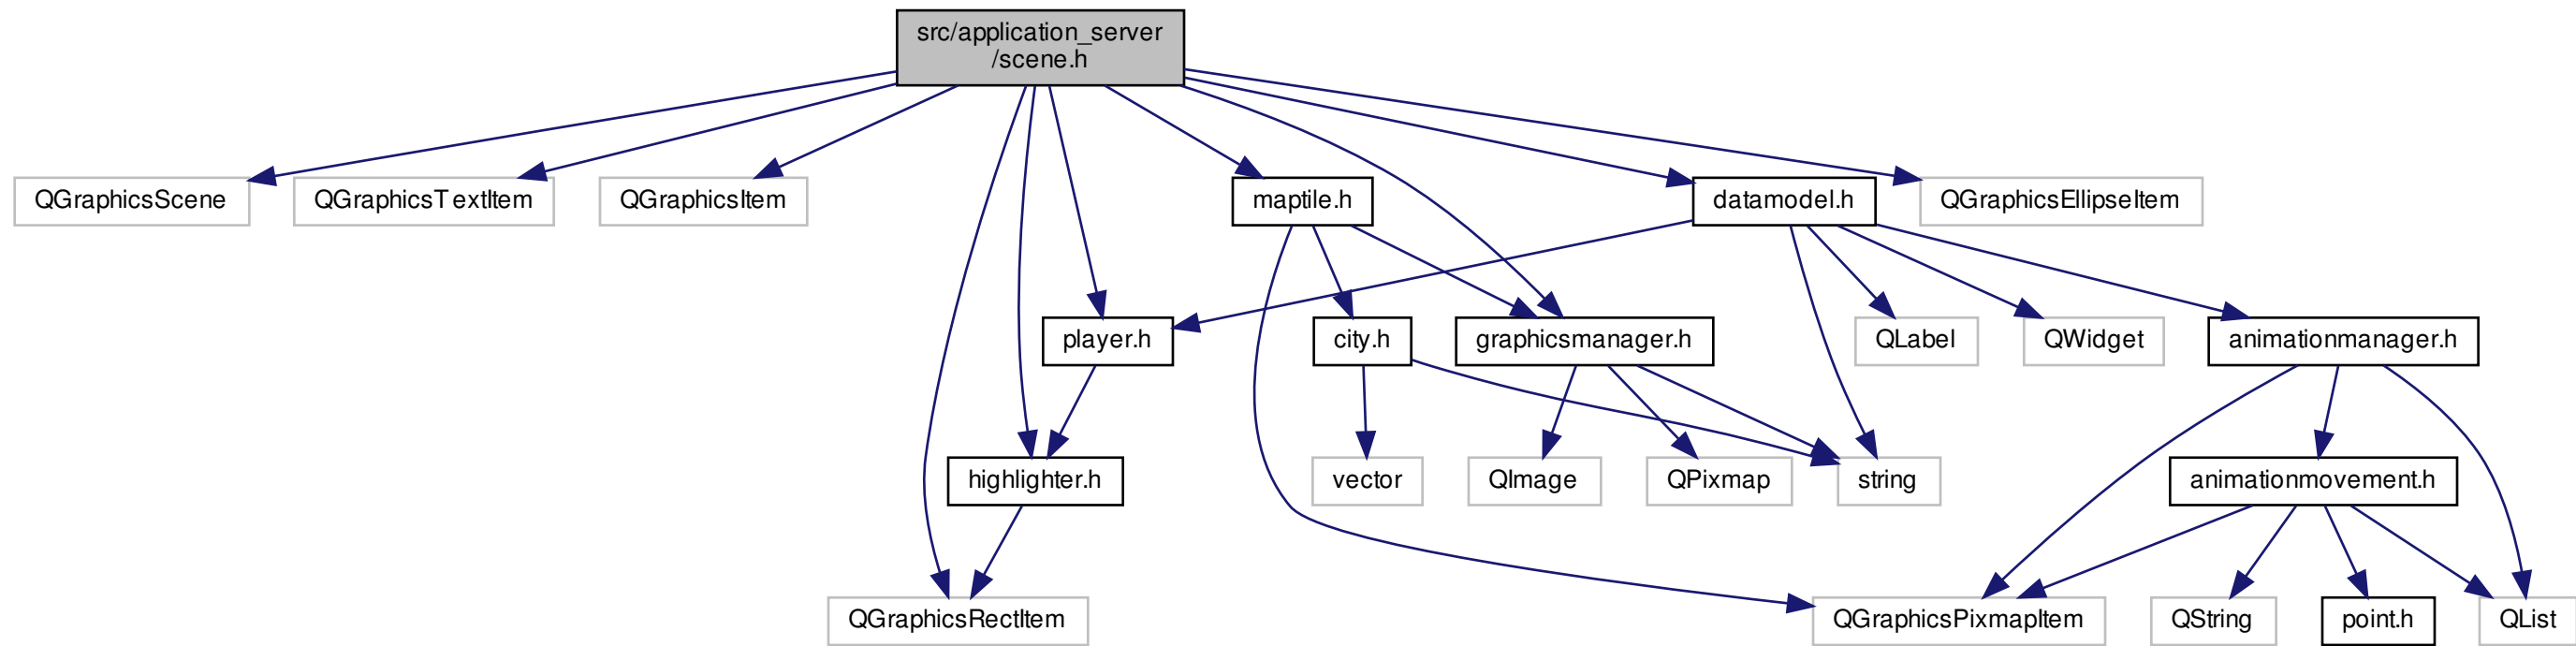 src/application_server
/scene.h
QGraphicsScene
QGraphicsTextItem
QGraphicsItem
maptile.h
datamodel.h
QGraphicsEllipseItem
player.h
city.h
graphicsmanager.h
QLabel
QWidget
animationmanager.h
highlighter.h
vector
QImage
QPixmap
string
animationmovement.h
QGraphicsRectItem
QGraphicsPixmapItem
QString
point.h
QList